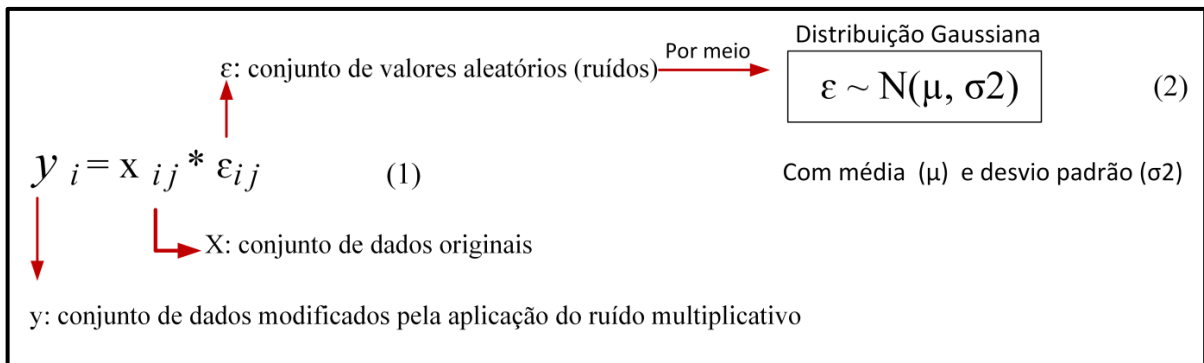 Distribuição Gaussiana
ε: conjunto de valores aleatórios (ruídos) Por meio ε ~ N(μ, σ2) (2)
y i = x ij * εij (1)
Com média (μ) e desvio padrão (σ2)
X: conjunto de dados originais
y: conjunto de dados modificados pela aplicação do ruído multiplicativo